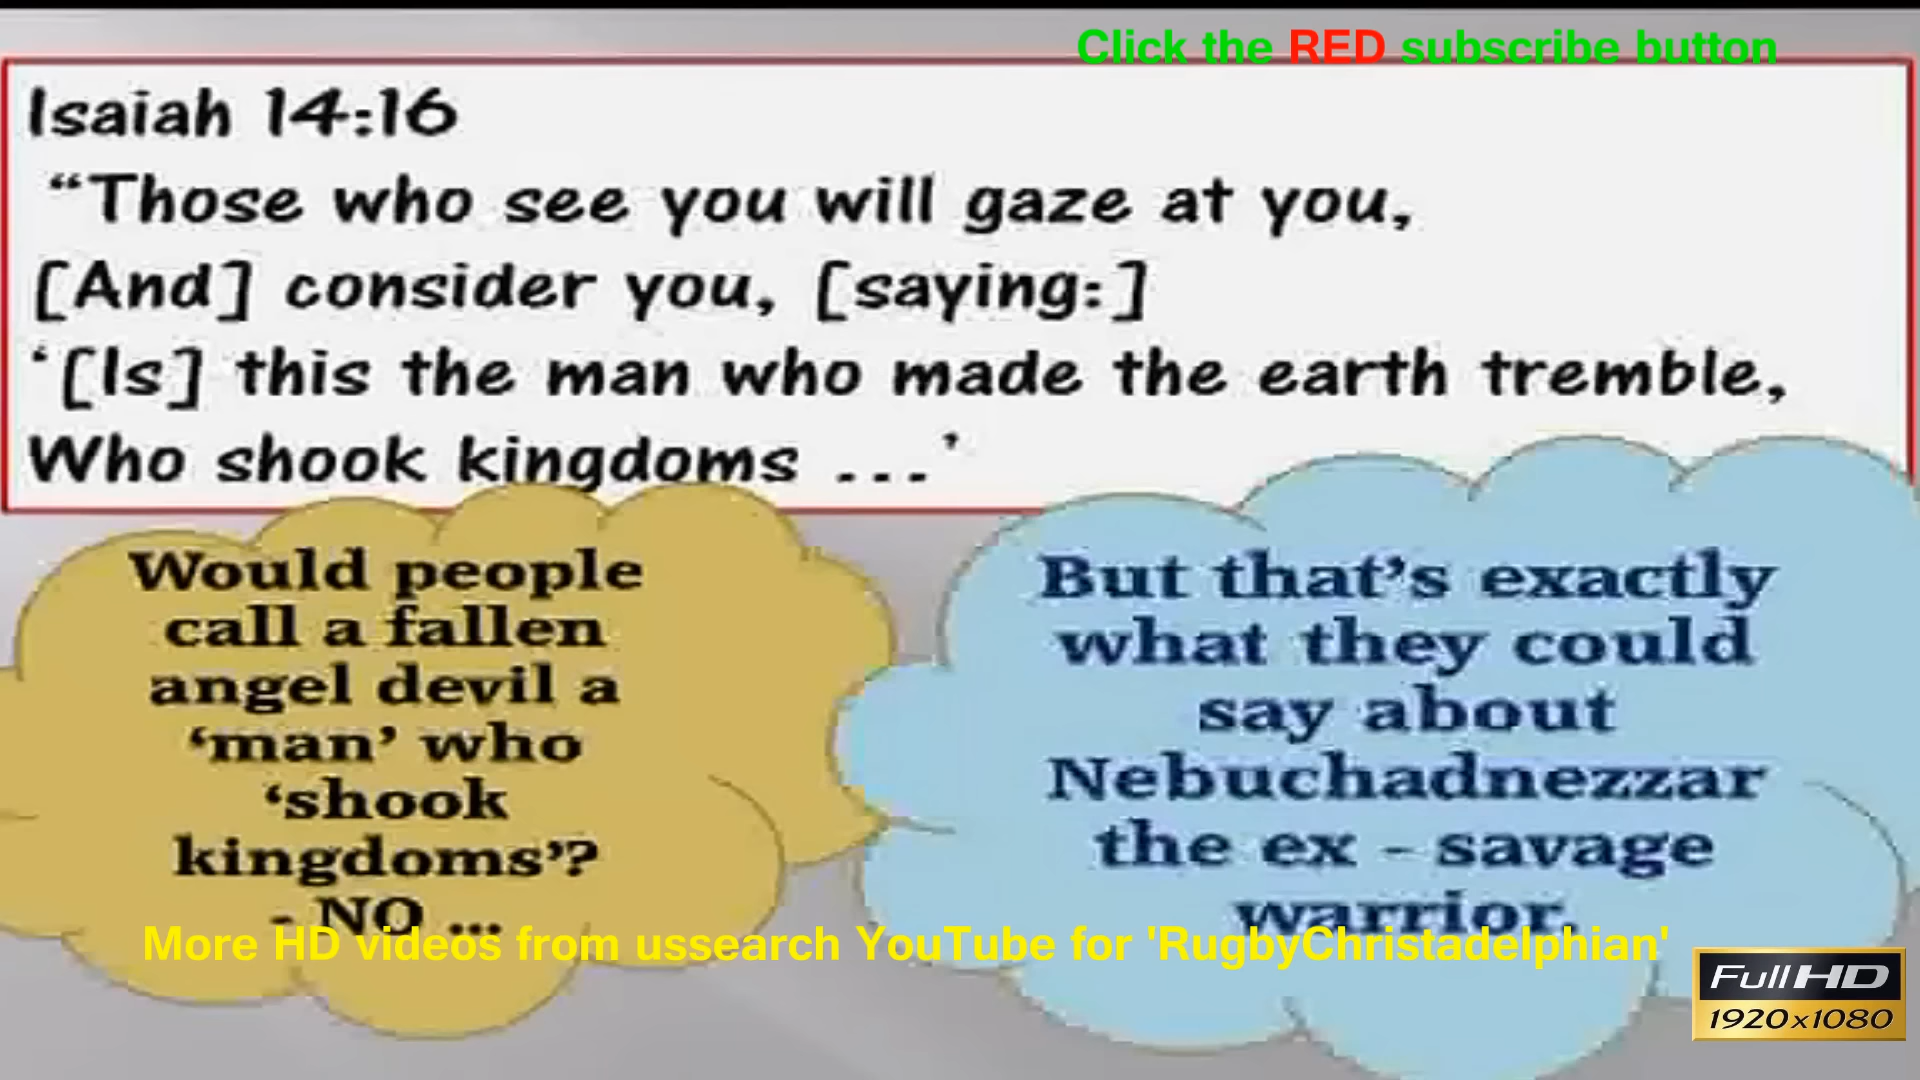 Click the RED subscribe button
Isaiah 14:16
“Those who see you will gaze at you,
[And] consider you, [saying:]
‘[Is] this the man who made the earth tremble,
Who shook kingdoms ...’
Would people
call a fallen
angel devil a
‘man’ who
‘shook
kingdoms’?
- NO ...
But that’s exactly
what they could
say about
Nebuchadnezzar
the ex - savage
warrior.
More HD videos from ussearch YouTube for 'RugbyChristadelphian'
Full HD
1920x1080